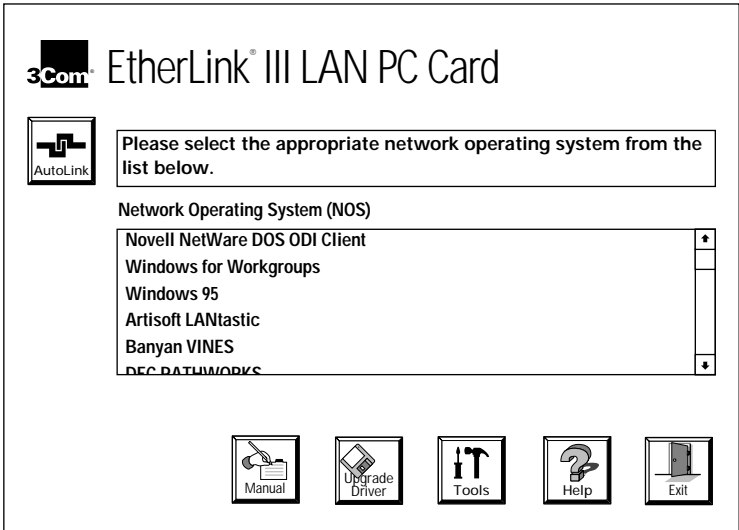 3Com® EtherLink® III LAN PC Card
AutoLink
Please select the appropriate network operating system from the
list below.
Network Operating System (NOS)
Novell NetWare DOS ODI Client
Windows for Workgroups
Windows 95
Artisoft LANtastic
Banyan VINES
DEC PATHWORKS
Manual
Upgrade
Driver
Tools
Help
Exit